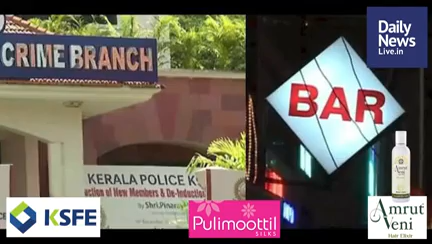 CRIME BRANCH
KERALA POLICE K
action of New Members & De-Induction
by Shri.Pinaray
BAR
Daily
News
Live.in
KSFE
Pulimoottil
SILKS
Amrut
Veni
Hair Elixir